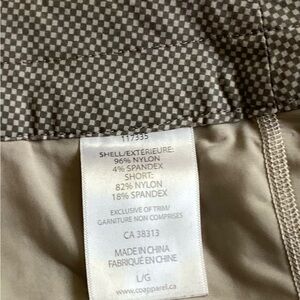 117335
SHELL/EXTÉRIEURE:
96% NYLON
4% SPANDEX
SHORT:
82% NYLON
18% SPANDEX
EXCLUSIVE OF TRIM/
GARNITURE NON COMPRISES
CA 38313
MADE IN CHINA
FABRIQUÉ EN CHINE
L/G
www.coapparel.ca